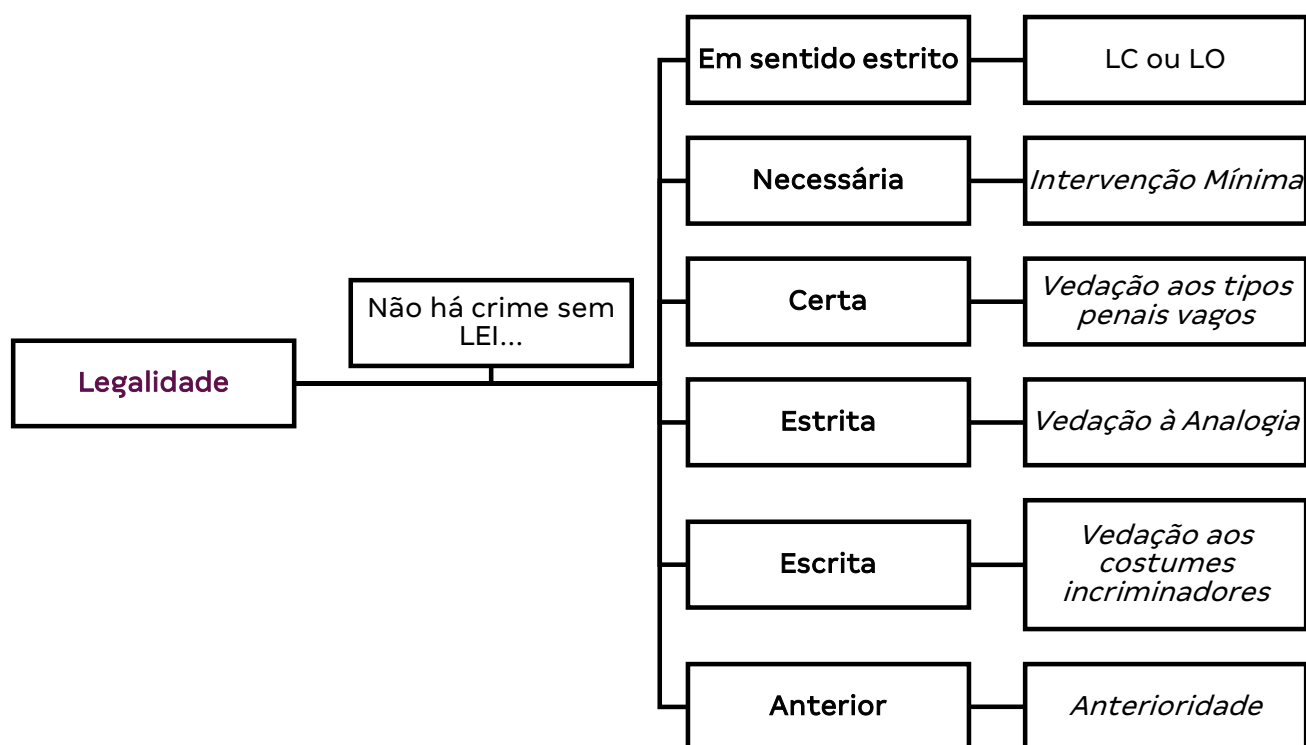 Em sentido estrito
LC ou LO
Necessária
Intervenção Mínima
Certa
Vedação aos tipos
penais vagos
Não há crime sem
LEI...
Legalidade
Estrita
Vedação à Analogia
Escrita
Vedação aos
costumes
incriminadores
Anterior
Anterioridade